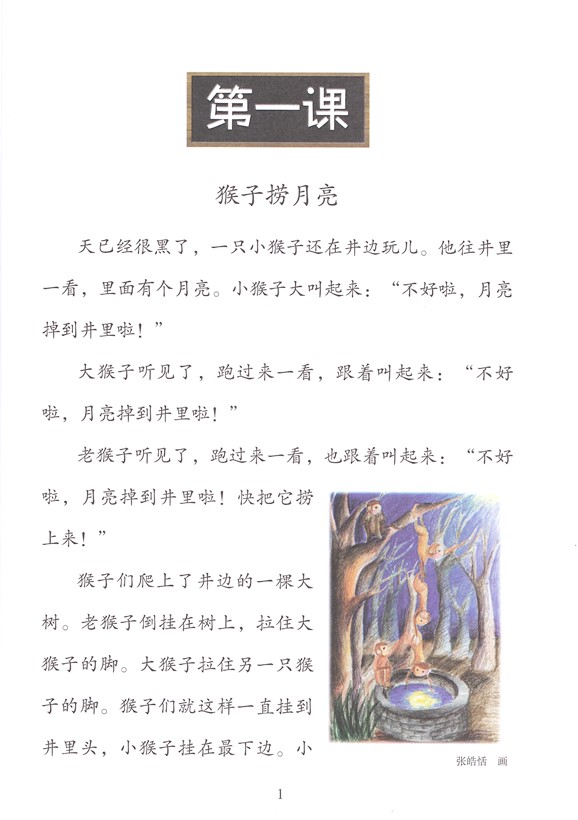 第一课
猴子捞月亮
天已经很黑了，一只小猴子还在井边玩儿。他往井里
一看，里面有个月亮。小猴子大叫起来：“不好啦，月亮
掉到井里啦！”
大猴子听见了，跑过来一看，跟着叫起来：“不好
啦，月亮掉到井里啦！”
老猴子听见了，跑过来一看，也跟着叫起来：“不好
啦，月亮掉到井里啦！快把它捞
上来！”
猴子们爬上了井边的一棵大
树。老猴子倒挂在树上，拉住大
猴子的脚。大猴子拉住另一只猴
子的脚。猴子们就这样一直挂到
井里头，小猴子挂在最下边。小
张皓恬 画
1